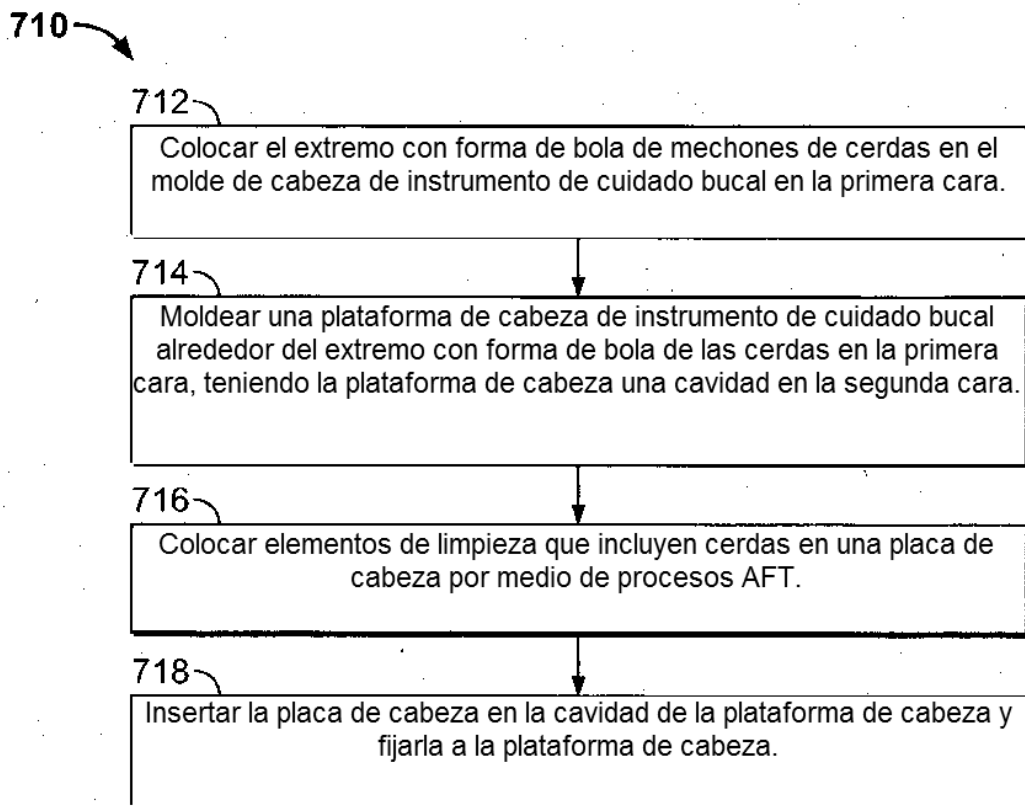 710
712
Colocar el extremo con forma de bola de mechones de cerdas en el
molde de cabeza de instrumento de cuidado bucal en la primera cara.
714
Moldear una plataforma de cabeza de instrumento de cuidado bucal
alrededor del extremo con forma de bola de las cerdas en la primera
cara, teniendo la plataforma de cabeza una cavidad en la segunda cara.
716
Colocar elementos de limpieza que incluyen cerdas en una placa de
cabeza por medio de procesos AFT.
718
Insertar la placa de cabeza en la cavidad de la plataforma de cabeza y
fijarla a la plataforma de cabeza.